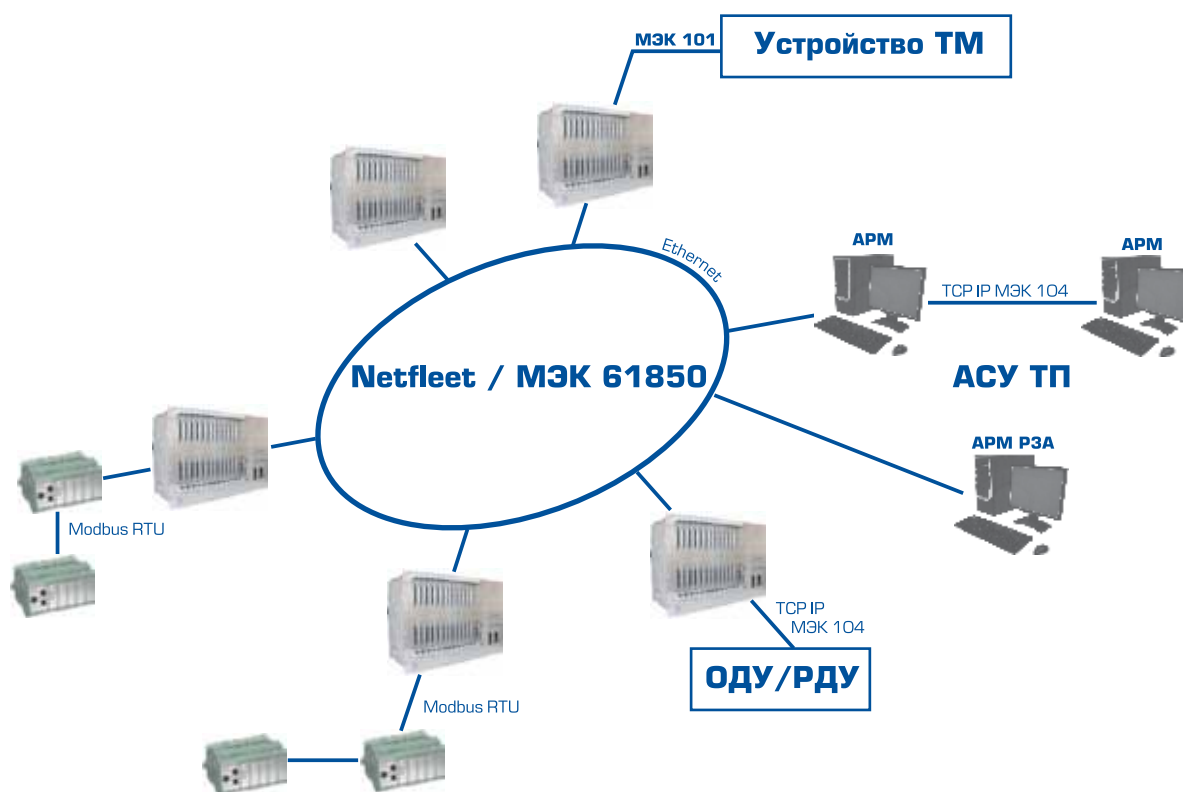 МЭК 101
Устройство ТМ
Ethernet
АРМ
АРМ
TCP IP МЭК 104
Netfleet / МЭК 61850
АСУ ТП
АРМ РЗА
Modbus RTU
TCP IP
МЭК 104
ОДУ/РДУ
Modbus RTU